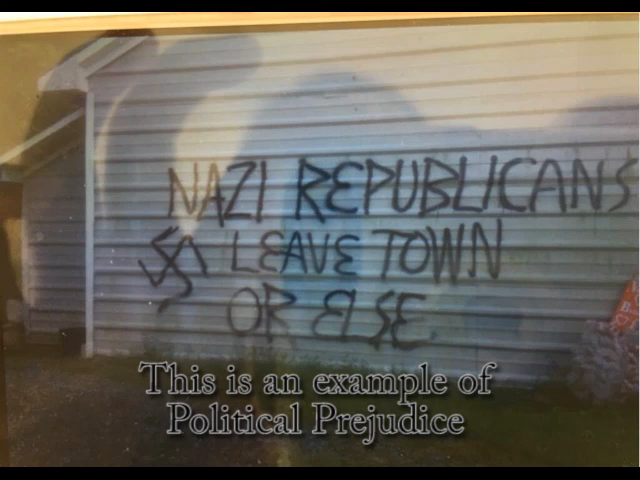 NAZI REPUBLICANS
LEAVE TOWN
OR ELSE
This is an example of
Political Prejudice